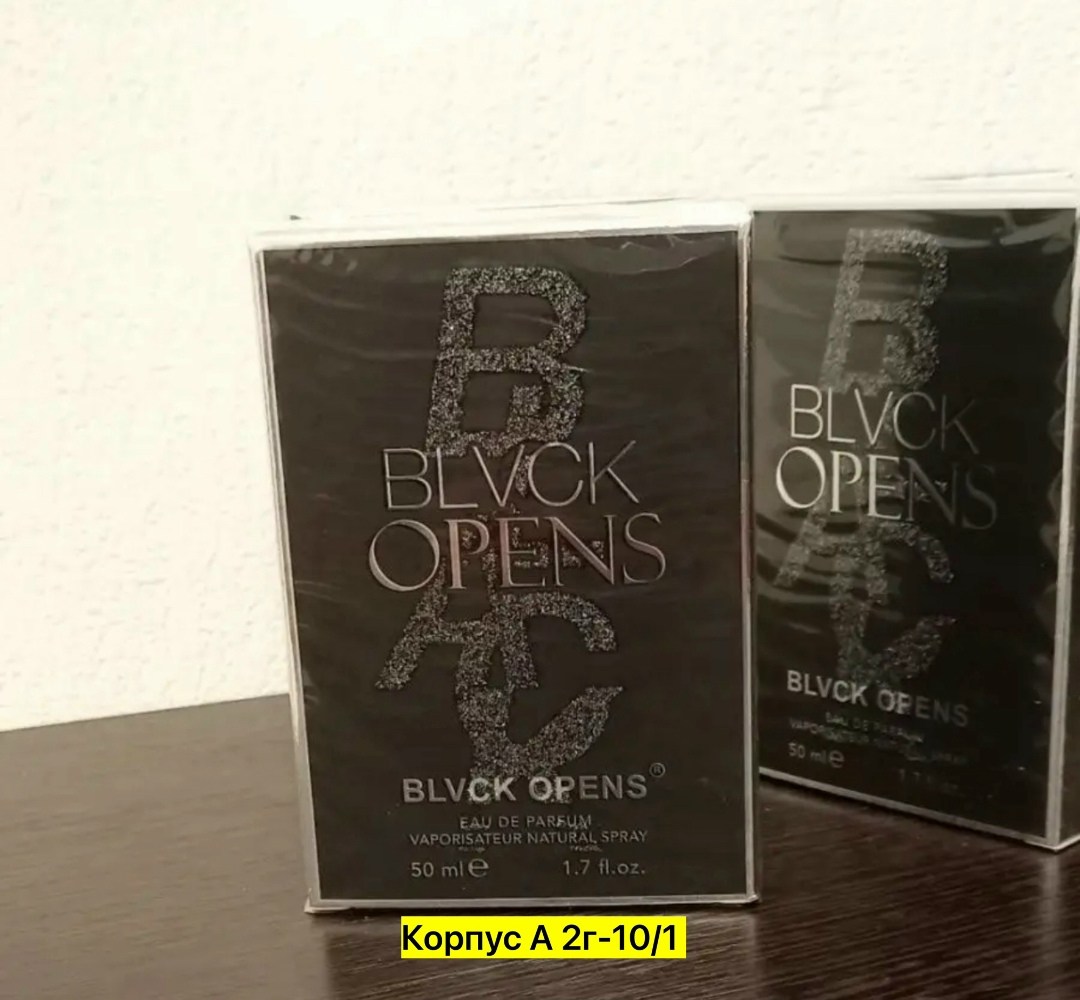 BLVCK
OPENS
BLVCK OPENS®
EAU DE PARFUM
VAPORISATEUR NATURAL SPRAY
50 ml ℮ 1.7 fl.oz.
BLVCK
OPENS
BLVCK OPENS
EAU DE PARFUM
50 ml ℮
Корпус А 2г-10/1